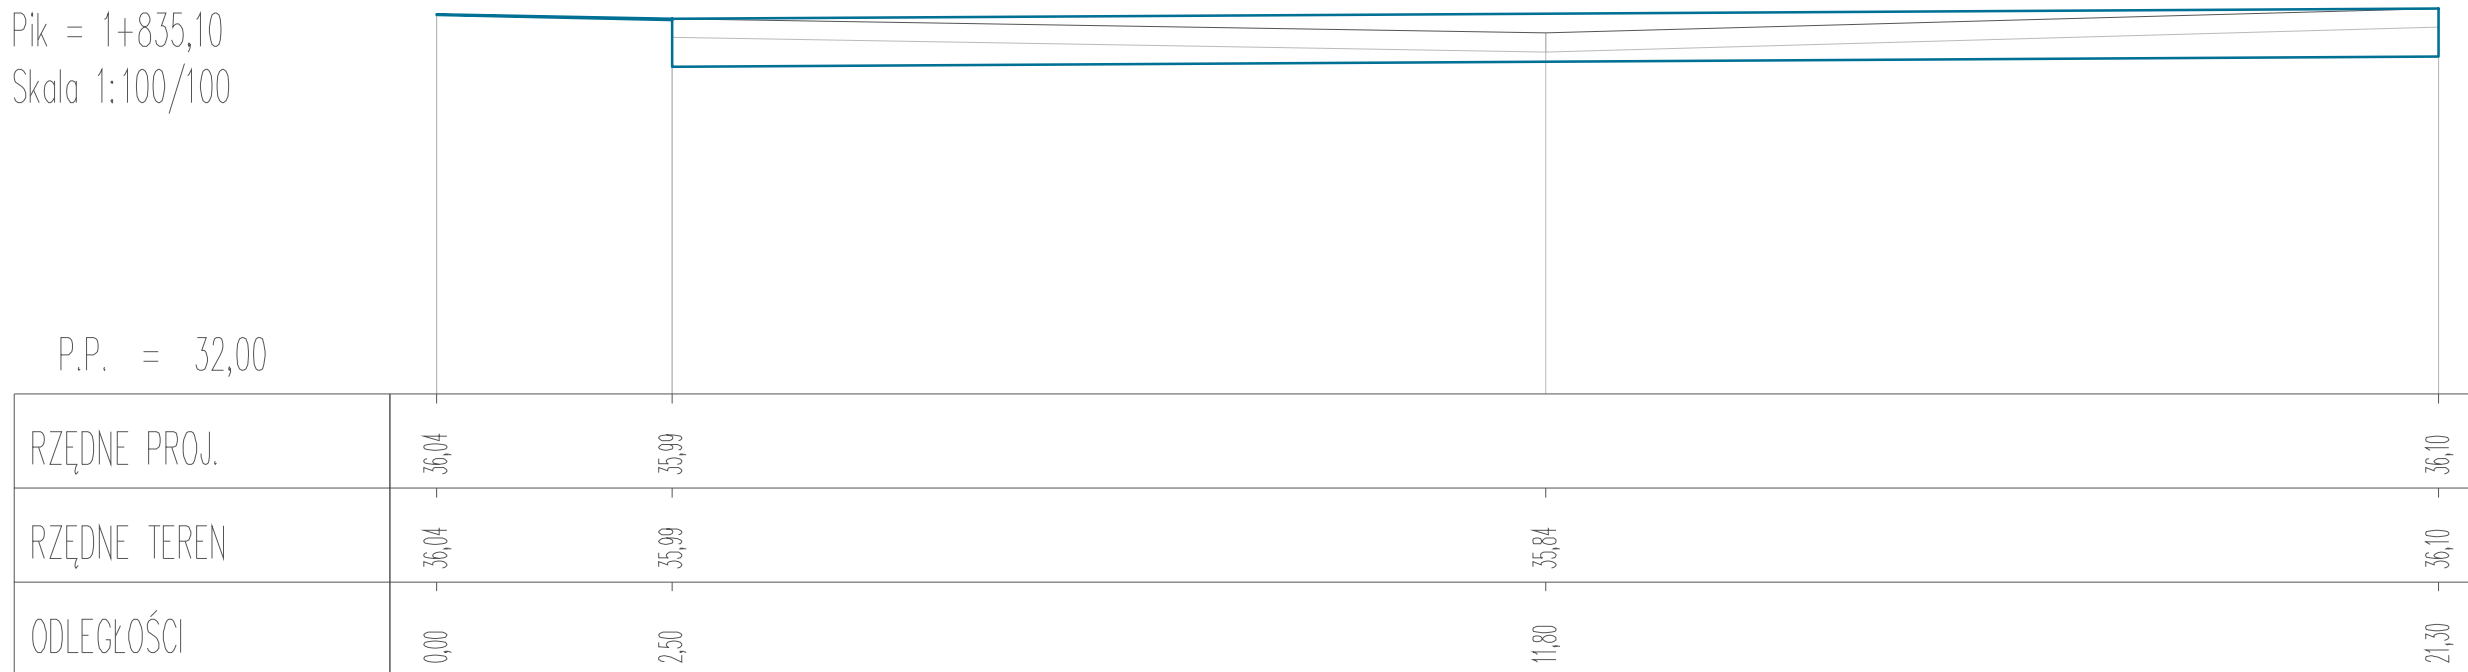 Pik = 1+835,10
Skala 1:100/100
P.P. = 32,00
RZĘDNE PROJ. 36,04 35,99 36,10
RZĘDNE TEREN 36,04 35,99 35,84 36,10
ODLEGŁOŚCI 0,00 2,50 11,80 21,30